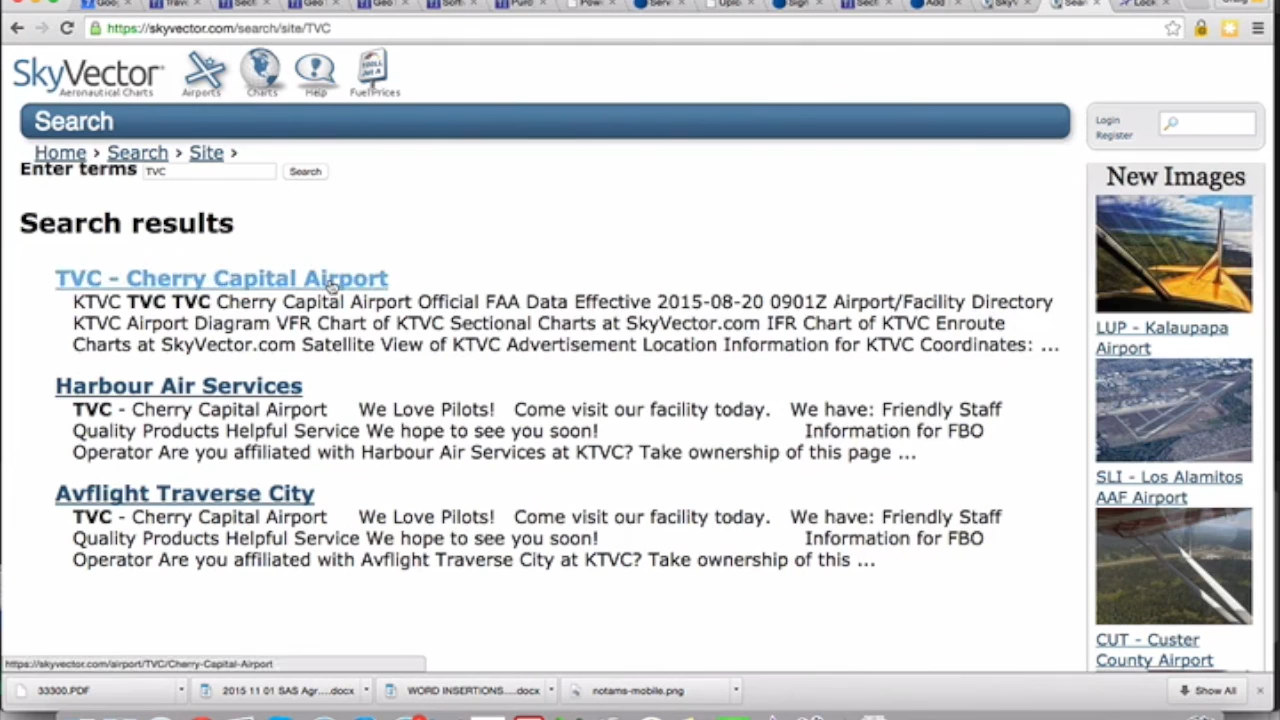 https://skyvector.com/search/site/TVC
SkyVector
Aeronautical Charts
Airports
Charts
Help
Fuel Prices
Search
Login
Register
Home › Search › Site ›
Enter terms TVC Search
Search results
TVC - Cherry Capital Airport
KTVC TVC TVC Cherry Capital Airport Official FAA Data Effective 2015-08-20 0901Z Airport/Facility Directory
KTVC Airport Diagram VFR Chart of KTVC Sectional Charts at SkyVector.com IFR Chart of KTVC Enroute
Charts at SkyVector.com Satellite View of KTVC Advertisement Location Information for KTVC Coordinates: ...
Harbour Air Services
TVC - Cherry Capital Airport We Love Pilots! Come visit our facility today. We have: Friendly Staff
Quality Products Helpful Service We hope to see you soon! Information for FBO
Operator Are you affiliated with Harbour Air Services at KTVC? Take ownership of this page ...
Avflight Traverse City
TVC - Cherry Capital Airport We Love Pilots! Come visit our facility today. We have: Friendly Staff
Quality Products Helpful Service We hope to see you soon! Information for FBO
Operator Are you affiliated with Avflight Traverse City at KTVC? Take ownership of this ...
New Images
LUP - Kalaupapa
Airport
SLI - Los Alamitos
AAF Airport
CUT - Custer
County Airport
https://skyvector.com/airport/TVC/Cherry-Capital-Airport
33300.PDF
2015 11 01 SAS Agr....docx
WORD INSERTIONS....docx
notams-mobile.png
Show All